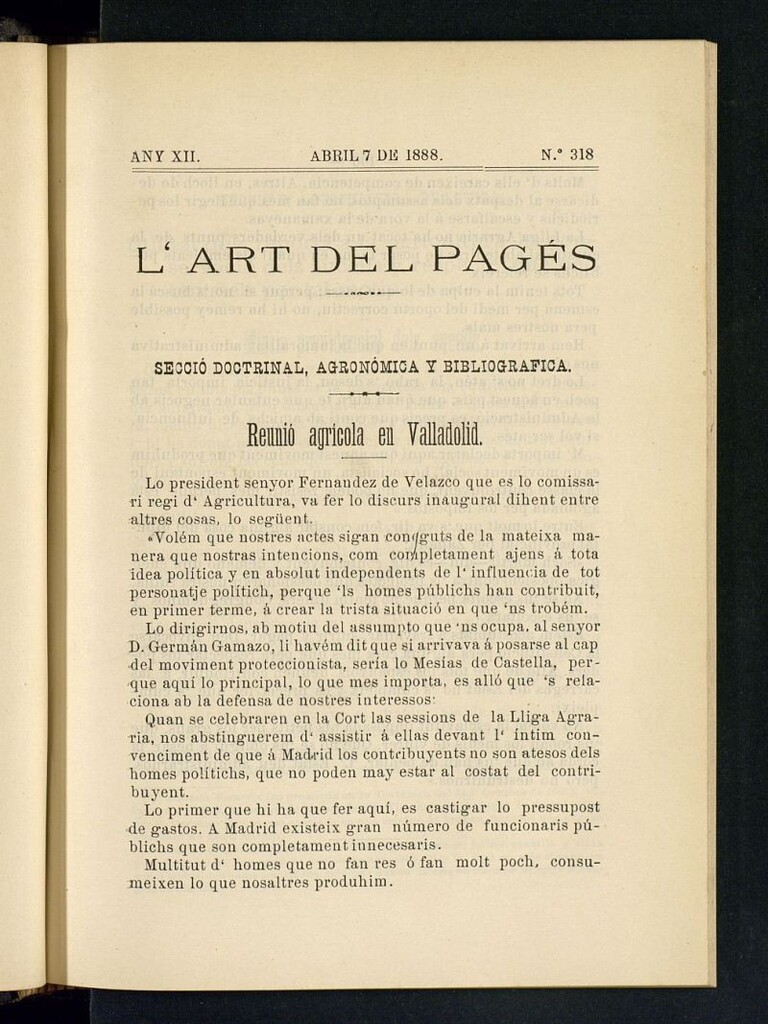 ANY XII. ABRIL 7 DE 1888. N.º 318
L‘ ART DEL PAGÉS
SECCIÓ DOCTRINAL, AGRONÓMICA Y BIBLIOGRAFICA.
Reunió agricola en Valladolid.
Lo president senyor Fernandez de Velazco que es lo comissa-
ri regi d‘ Agricultura, va fer lo discurs inaugural dihent entre
altres cosas, lo següent.
«Volém que nostres actes sigan conguts de la mateixa ma-
nera que nostras intencions, com completament ajens á tota
idea política y en absolut independents de l‘ influencia de tot
personatje polítich, perque ‘ls homes públichs han contribuit,
en primer terme, á crear la trista situació en que ‘ns trobém.
Lo dirigirnos, ab motiu del assumpto que ‘ns ocupa, al senyor
D. Germán Gamazo, li havém dit que si arrivava á posarse al cap
del moviment proteccionista, sería lo Mesías de Castella, per-
que aquí lo principal, lo que mes importa, es alló que ‘s rela-
ciona ab la defensa de nostres interessos·
Quan se celebraren en la Cort las sessions de la Lliga Agra-
ria, nos abstinguerem d‘ assistir á ellas devant l‘ íntim con-
venciment de que á Madrid los contribuyents no son atesos dels
homes polítichs, que no poden may estar al costat del contri-
buyent.
Lo primer que hi ha que fer aquí, es castigar lo pressupost
de gastos. A Madrid existeix gran número de funcionaris pú-
blichs que son completament innecesaris.
Multitut d‘ homes que no fan res ó fan molt poch, consu-
meixen lo que nosaltres produhim.